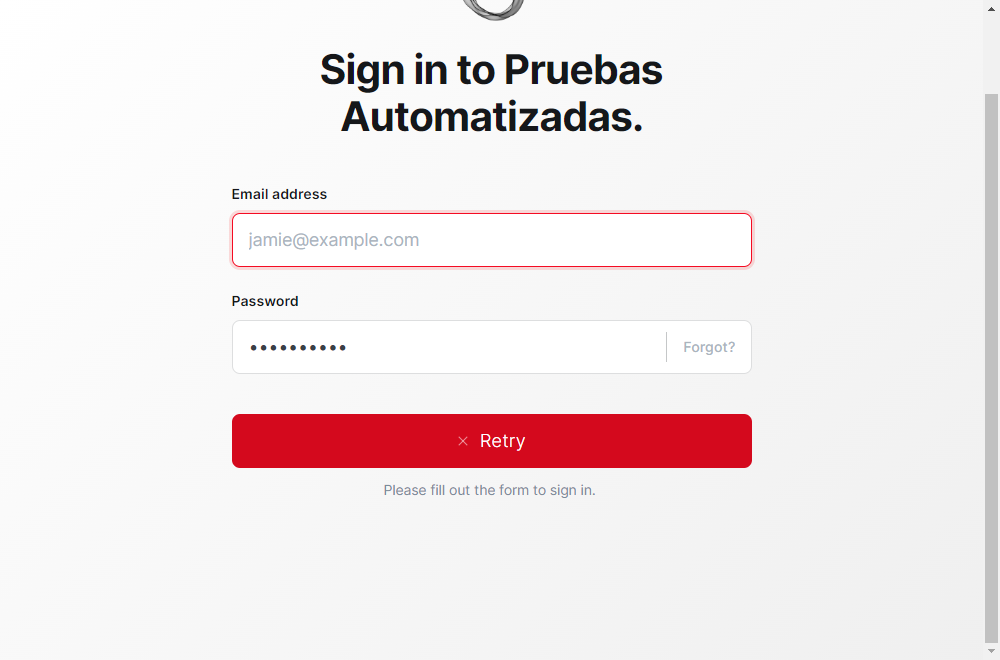 Sign in to Pruebas
Automatizadas.
Email address
jamie@example.com
Password
••••••••••
Forgot?
Retry
Please fill out the form to sign in.